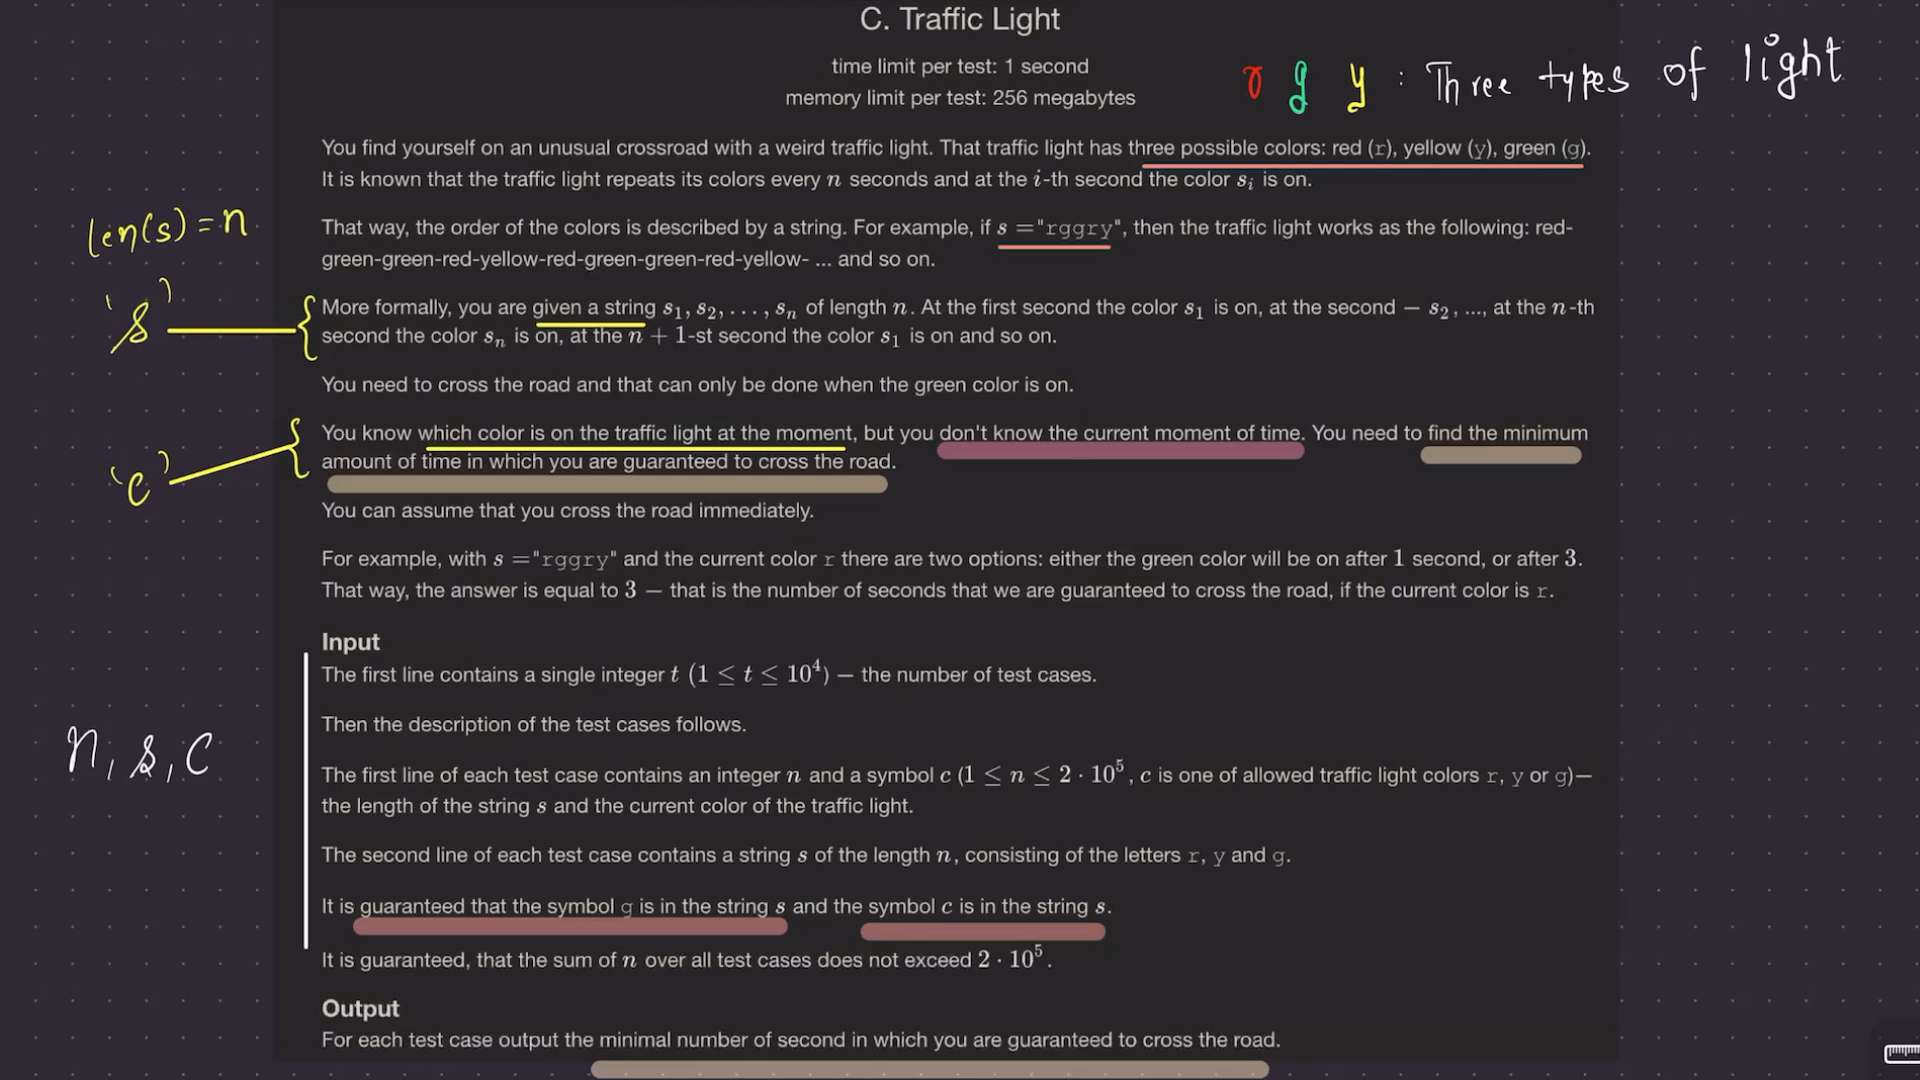 C. Traffic Light
time limit per test: 1 second
memory limit per test: 256 megabytes
r g y : Three types of light
You find yourself on an unusual crossroad with a weird traffic light. That traffic light has three possible colors: red (r), yellow (y), green (g).
It is known that the traffic light repeats its colors every n seconds and at the i-th second the color sᵢ is on.
len(s) = n
That way, the order of the colors is described by a string. For example, if s ="rggry", then the traffic light works as the following: red-
green-green-red-yellow-red-green-green-red-yellow- ... and so on.
's'
More formally, you are given a string s₁, s₂, . . . , sₙ of length n. At the first second the color s₁ is on, at the second — s₂, ..., at the n-th
second the color sₙ is on, at the n + 1-st second the color s₁ is on and so on.
You need to cross the road and that can only be done when the green color is on.
'c'
You know which color is on the traffic light at the moment, but you don't know the current moment of time. You need to find the minimum
amount of time in which you are guaranteed to cross the road.
You can assume that you cross the road immediately.
For example, with s ="rggry" and the current color r there are two options: either the green color will be on after 1 second, or after 3.
That way, the answer is equal to 3 — that is the number of seconds that we are guaranteed to cross the road, if the current color is r.
Input
The first line contains a single integer t (1 ≤ t ≤ 10⁴) — the number of test cases.
Then the description of the test cases follows.
n, s, c
The first line of each test case contains an integer n and a symbol c (1 ≤ n ≤ 2 · 10⁵, c is one of allowed traffic light colors r, y or g)—
the length of the string s and the current color of the traffic light.
The second line of each test case contains a string s of the length n, consisting of the letters r, y and g.
It is guaranteed that the symbol g is in the string s and the symbol c is in the string s.
It is guaranteed, that the sum of n over all test cases does not exceed 2 · 10⁵.
Output
For each test case output the minimal number of second in which you are guaranteed to cross the road.